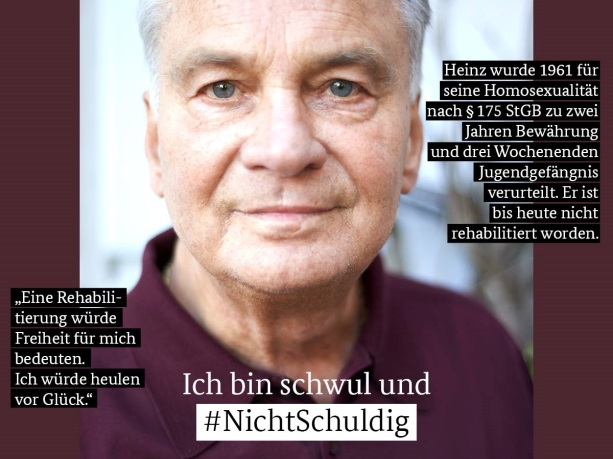 Heinz wurde 1961 für
seine Homosexualität
nach § 175 StGB zu zwei
Jahren Bewährung
und drei Wochenenden
Jugendgefängnis
verurteilt. Er ist
bis heute nicht
rehabilitiert worden.
„Eine Rehabili-
tierung würde
Freiheit für mich
bedeuten.
Ich würde heulen
vor Glück.“
Ich bin schwul und
#NichtSchuldig